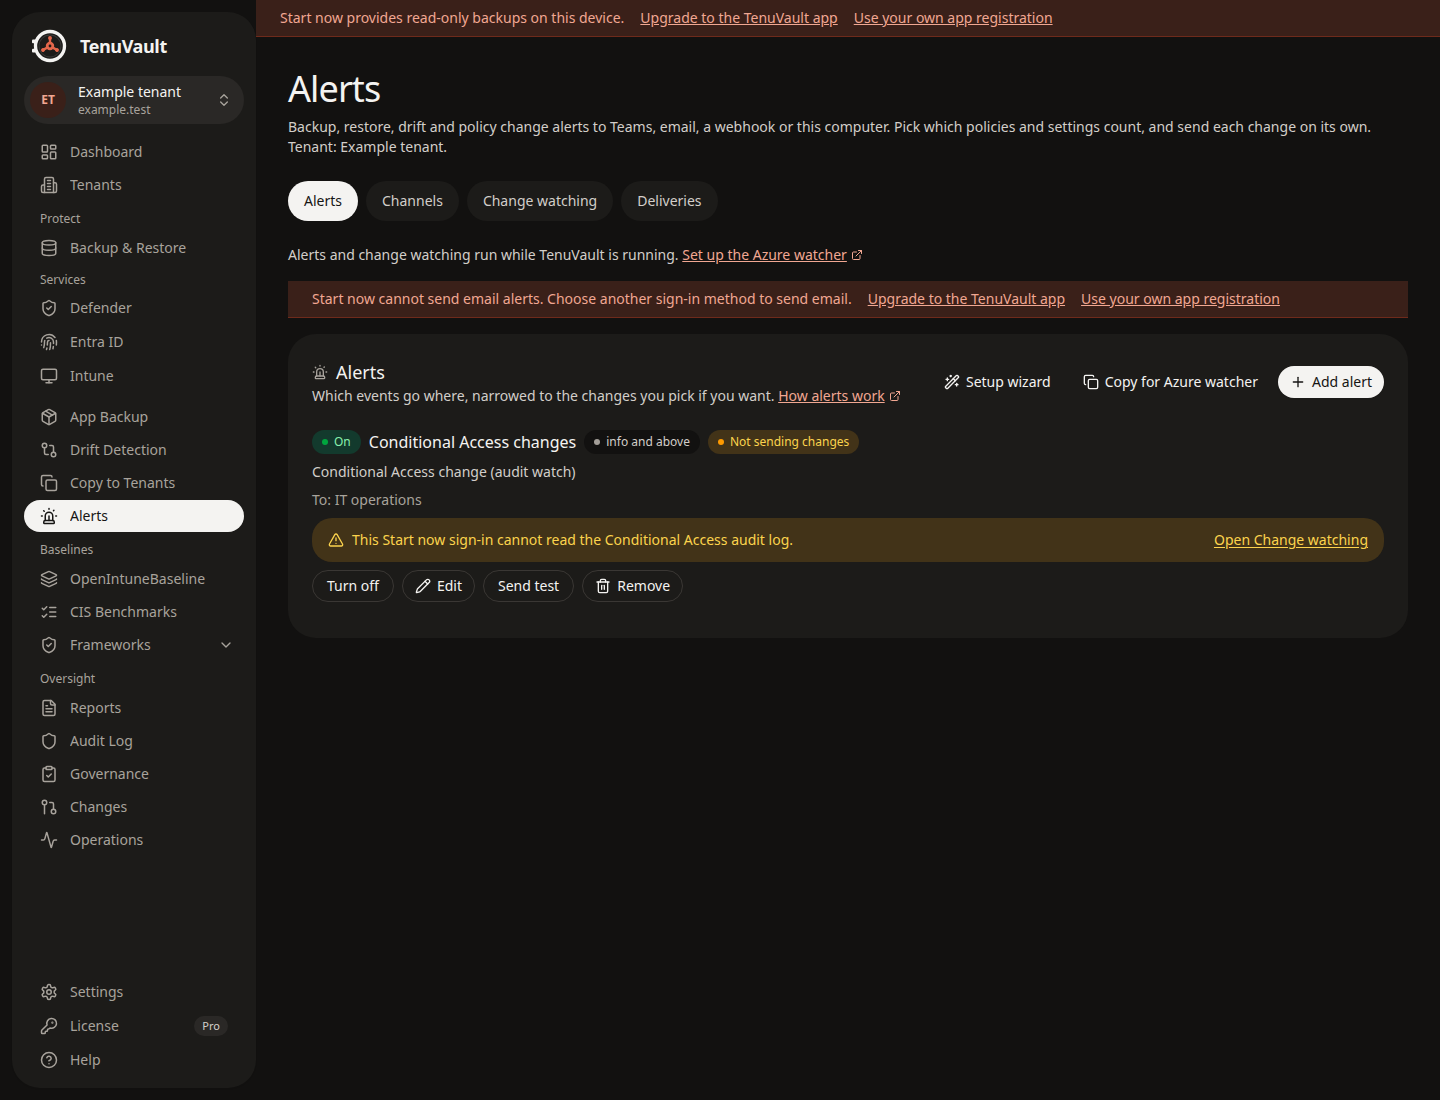 Start now provides read-only backups on this device. Upgrade to the TenuVault app Use your own app registration
TenuVault
ET
Example tenant
example.test
Dashboard
Tenants
Protect
Backup & Restore
Services
Defender
Entra ID
Intune
App Backup
Drift Detection
Copy to Tenants
Alerts
Baselines
OpenIntuneBaseline
CIS Benchmarks
Frameworks
Oversight
Reports
Audit Log
Governance
Changes
Operations
Settings
License Pro
Help
Alerts
Backup, restore, drift and policy change alerts to Teams, email, a webhook or this computer. Pick which policies and settings count, and send each change on its own.
Tenant: Example tenant.
Alerts Channels Change watching Deliveries
Alerts and change watching run while TenuVault is running. Set up the Azure watcher
Start now cannot send email alerts. Choose another sign-in method to send email. Upgrade to the TenuVault app Use your own app registration
Alerts
Which events go where, narrowed to the changes you pick if you want. How alerts work
Setup wizard Copy for Azure watcher Add alert
On Conditional Access changes info and above Not sending changes
Conditional Access change (audit watch)
To: IT operations
This Start now sign-in cannot read the Conditional Access audit log. Open Change watching
Turn off Edit Send test Remove